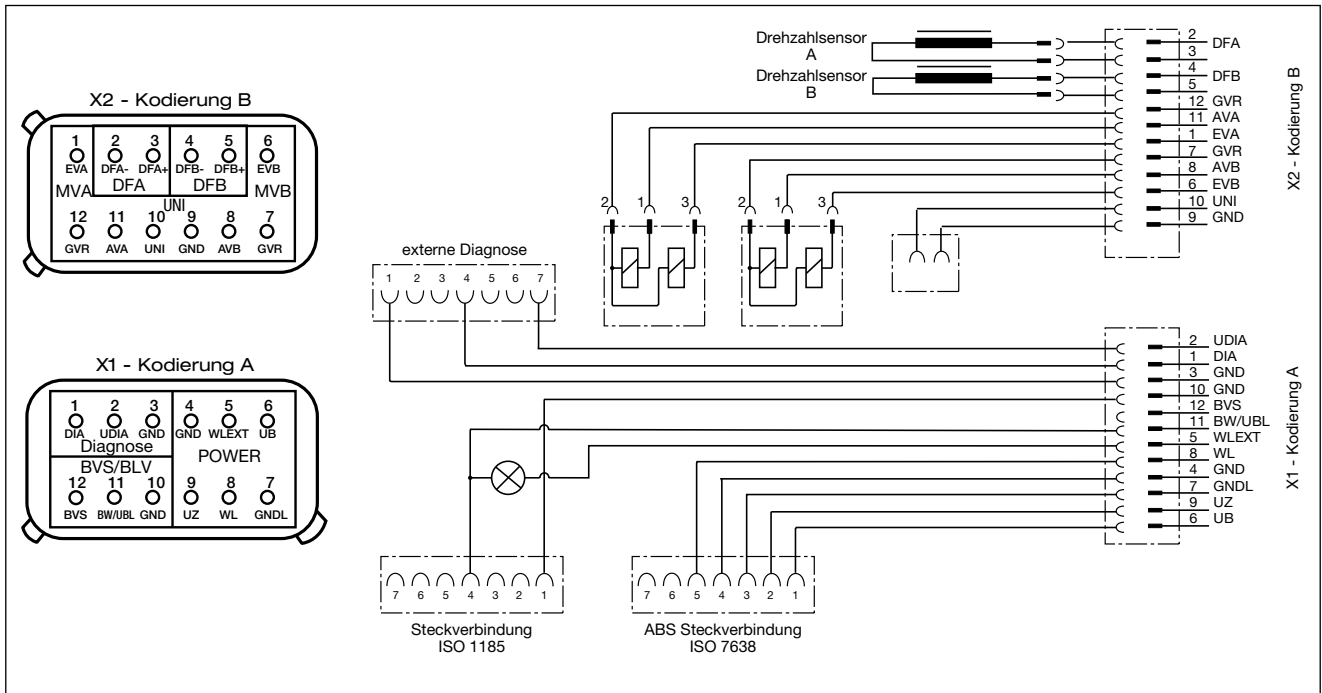 X2 - Kodierung B
1 2 3 4 5 6
EVA DFA- DFA+ DFB- DFB+ EVB
MVA DFA DFB MVB
UNI
12 11 10 9 8 7
GVR AVA UNI GND AVB GVR
X1 - Kodierung A
1 2 3 4 5 6
DIA UDIA GND GND WLEXT UB
Diagnose
POWER
BVS/BLV
12 11 10 9 8 7
BVS BW/UBL GND UZ WL GNDL
Drehzahlsensor
A
Drehzahlsensor
B
2 DFA
3
4 DFB
5
12 GVR
11 AVA
1 EVA
7 GVR
8 AVB
6 EVB
10 UNI
9 GND
X2 - Kodierung B
2 1 3
2 1 3
externe Diagnose
1 2 3 4 5 6 7
2 UDIA
1 DIA
3 GND
10 GND
12 BVS
11 BW/UBL
5 WLEXT
8 WL
4 GND
7 GNDL
9 UZ
6 UB
X1 - Kodierung A
7 6 5 4 3 2 1
Steckverbindung
ISO 1185
7 6 5 4 3 2 1
ABS Steckverbindung
ISO 7638